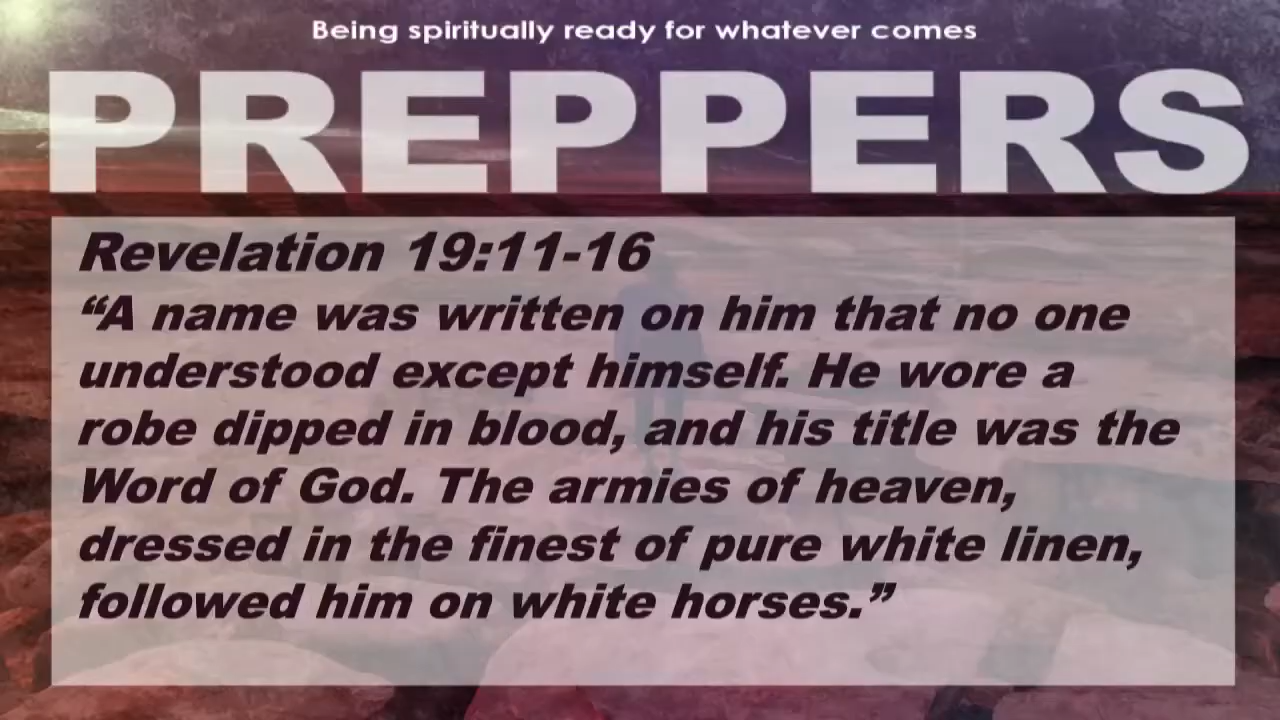 Being spiritually ready for whatever comes
PREPPERS
Revelation 19:11-16
“A name was written on him that no one
understood except himself. He wore a
robe dipped in blood, and his title was the
Word of God. The armies of heaven,
dressed in the finest of pure white linen,
followed him on white horses.”